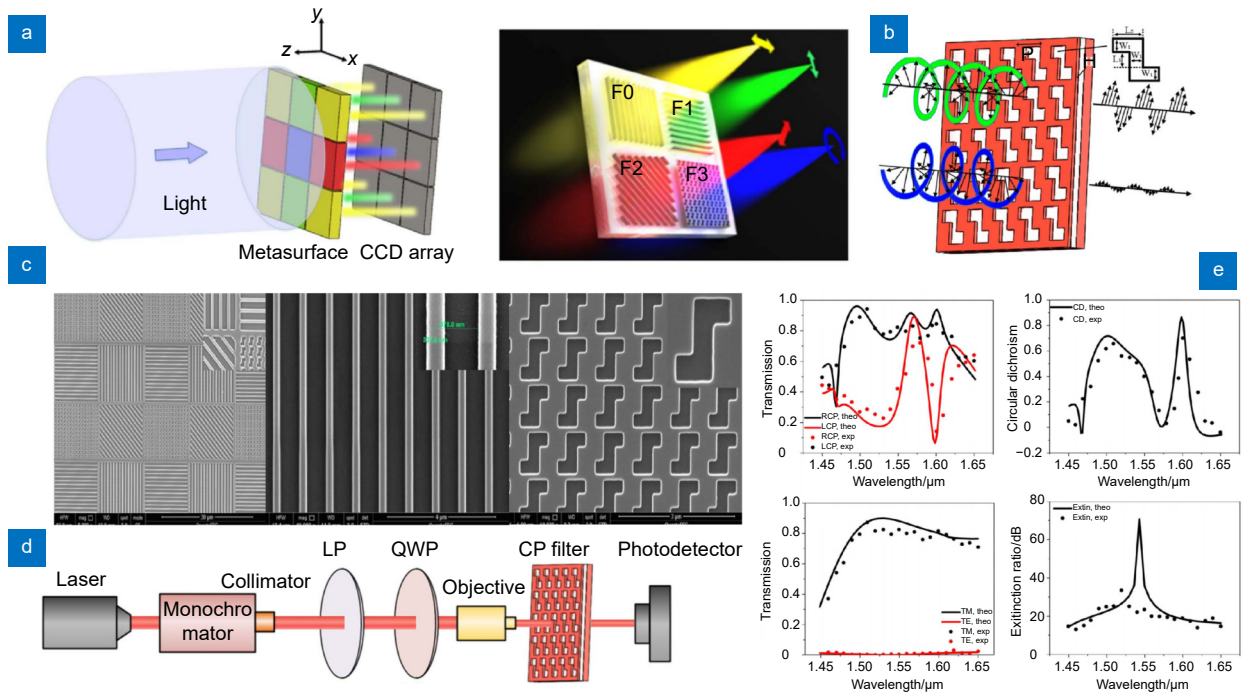 a
y
z
x
Light
Metasurface
CCD array
F0
F1
F2
F3
b
P
H
c
d
Laser
Monochro
mator
Collimator
LP
QWP
Objective
CP filter
Photodetector
e
1.0
0.8
0.6
0.4
0.2
0
Transmission
RCP, theo
LCP, theo
RCP, exp
LCP, exp
1.45
1.50
1.55
1.60
1.65
Wavelength/μm
1.0
0.8
0.6
0.4
0.2
0.0
−0.2
Circular dichroism
CD, theo
CD, exp
1.45
1.50
1.55
1.60
1.65
Wavelength/μm
1.0
0.8
0.6
0.4
0.2
0
Transmission
TM, theo
TE, theo
TM, exp
TE, exp
1.45
1.50
1.55
1.60
1.65
Wavelength/μm
80
60
40
20
0
Extinction ratio/dB
Extin, theo
Extin, exp
1.45
1.50
1.55
1.60
1.65
Wavelength/μm